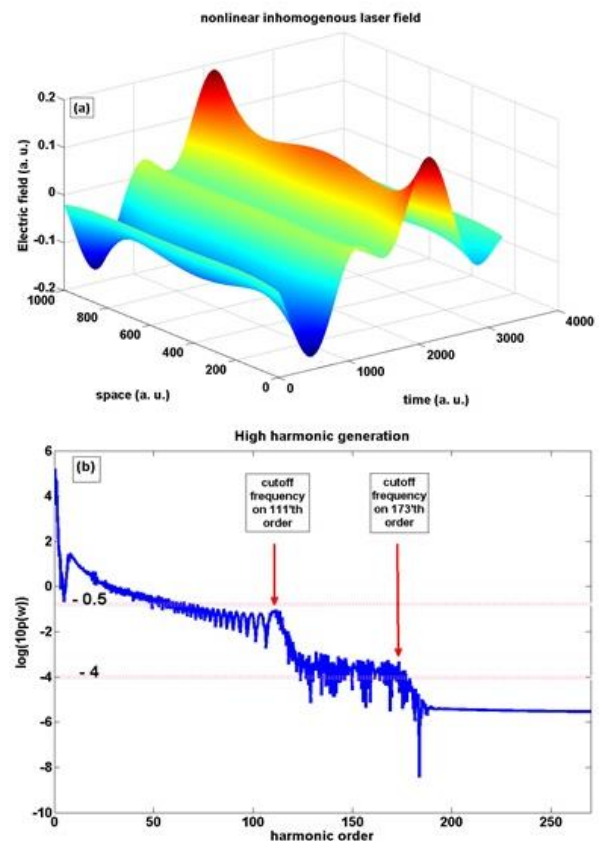 nonlinear inhomogenous laser field
(a)
0.2
0.1
0
-0.1
-0.2
Electric field (a. u.)
1000
800
600
400
200
0
space (a. u.)
0
1000
2000
3000
4000
time (a. u.)
High harmonic generation
(b)
cutoff
frequency
on 111'th
order
cutoff
frequency
on 173'th
order
6
4
2
0
-2
-4
-6
-8
-10
- 0.5
- 4
log(10p(w))
0 50 100 150 200 250
harmonic order